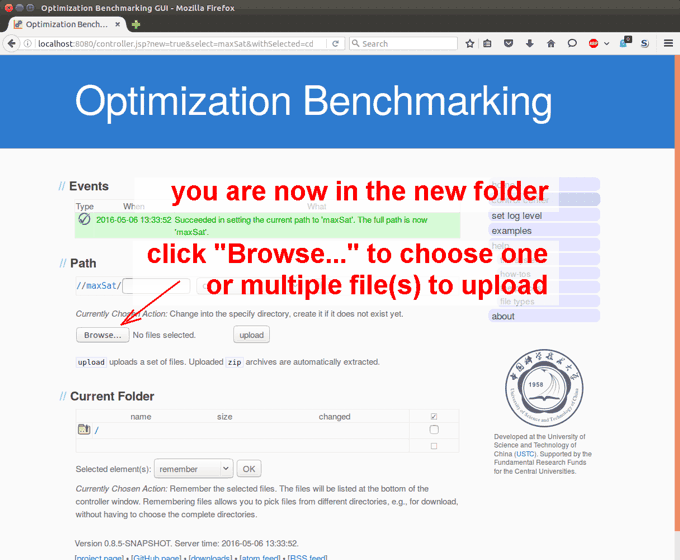 Optimization Benchmarking GUI - Mozilla Firefox
Optimization Benchm...
localhost:8080/controller.jsp?new=true&select=maxSat&withSelected=cd
Search
Optimization Benchmarking
// Events
you are now in the new folder
Type When What
2016-05-06 13:33:52 Succeeded in setting the current path to 'maxSat'. The full path is now
'maxSat'.
set log level
examples
help
click "Browse..." to choose one
or multiple file(s) to upload
// Path
//maxSat/
how-tos
file types
about
Currently Chosen Action: Change into the specify directory, create it if it does not exist yet.
Browse... No files selected. upload
upload uploads a set of files. Uploaded zip archives are automatically extracted.
// Current Folder
name size changed
/
1958
Developed at the University of
Science and Technology of
China (USTC). Supported by the
Fundamental Research Funds
for the Central Universities.
Selected element(s): remember OK
Currently Chosen Action: Remember the selected files. The files will be listed at the bottom of the
controller window. Remembering files allows you to pick files from different directories, e.g., for download,
without having to choose the complete directories.
Version 0.8.5-SNAPSHOT. Server time: 2016-05-06 13:33:52.
[project page] • [GitHub page] • [downloads] • [atom feed] • [RSS feed]